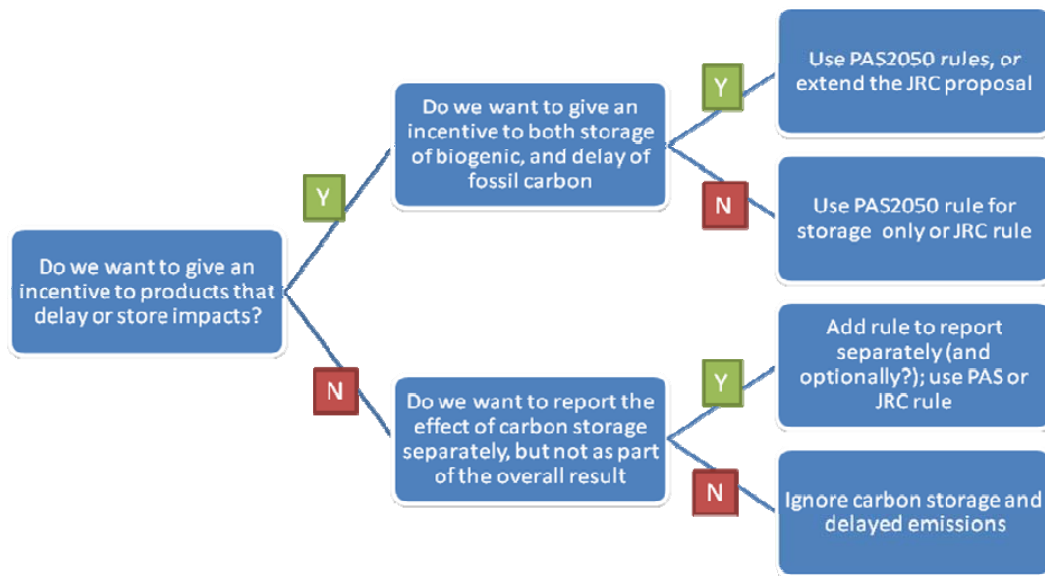 Do we want to give an
incentive to products that
delay or store impacts?
Y
Do we want to give an
incentive to both storage
of biogenic, and delay of
fossil carbon
Y
Use PAS2050 rules, or
extend the JRC proposal
N
Use PAS2050 rule for
storage only or JRC rule
N
Do we want to report the
effect of carbon storage
separately, but not as part
of the overall result
Y
Add rule to report
separately (and
optionally?); use PAS or
JRC rule
N
Ignore carbon storage and
delayed emissions